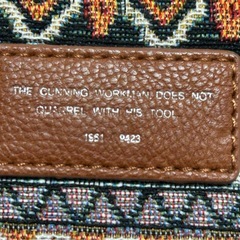 THE CUNNING WORKMAN DOES NOT
QUARREL WITH HIS TOOL
1851 9423